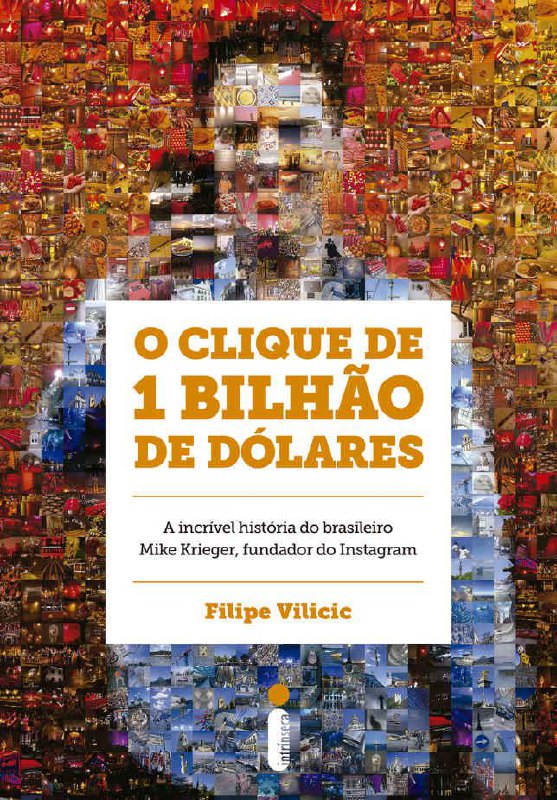 O CLIQUE DE
1 BILHÃO
DE DÓLARES
A incrível história do brasileiro
Mike Krieger, fundador do Instagram
Filipe Vilicic
intrínseca